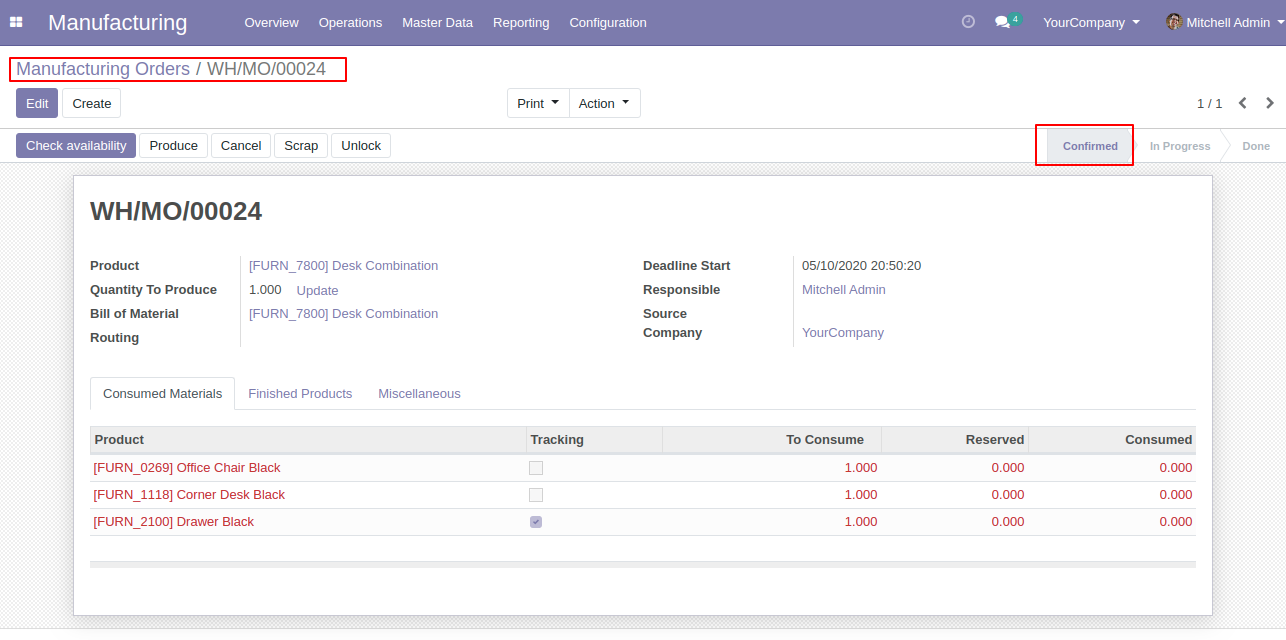 Manufacturing Overview Operations Master Data Reporting Configuration 4 YourCompany Mitchell Admin
Manufacturing Orders / WH/MO/00024
Edit Create Print Action 1 / 1
Check availability Produce Cancel Scrap Unlock Confirmed In Progress Done
WH/MO/00024
Product [FURN_7800] Desk Combination Deadline Start 05/10/2020 20:50:20
Quantity To Produce 1.000 Update Responsible Mitchell Admin
Bill of Material [FURN_7800] Desk Combination Source
Routing Company YourCompany
Consumed Materials Finished Products Miscellaneous
Product Tracking To Consume Reserved Consumed
[FURN_0269] Office Chair Black 1.000 0.000 0.000
[FURN_1118] Corner Desk Black 1.000 0.000 0.000
[FURN_2100] Drawer Black 1.000 0.000 0.000